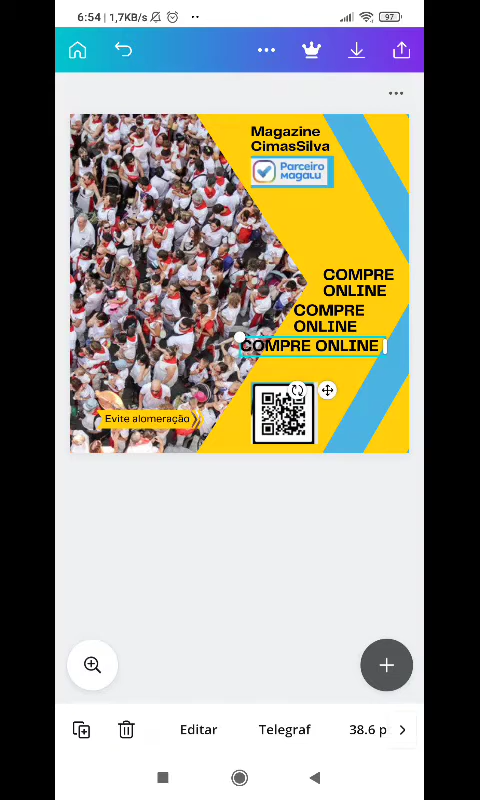 6:54 | 1,7KB/s
97
Magazine
CimasSilva
Parceiro
Magalu
COMPRE
ONLINE
COMPRE
ONLINE
COMPRE ONLINE
Evite alomeração
Editar
Telegraf
38.6 p